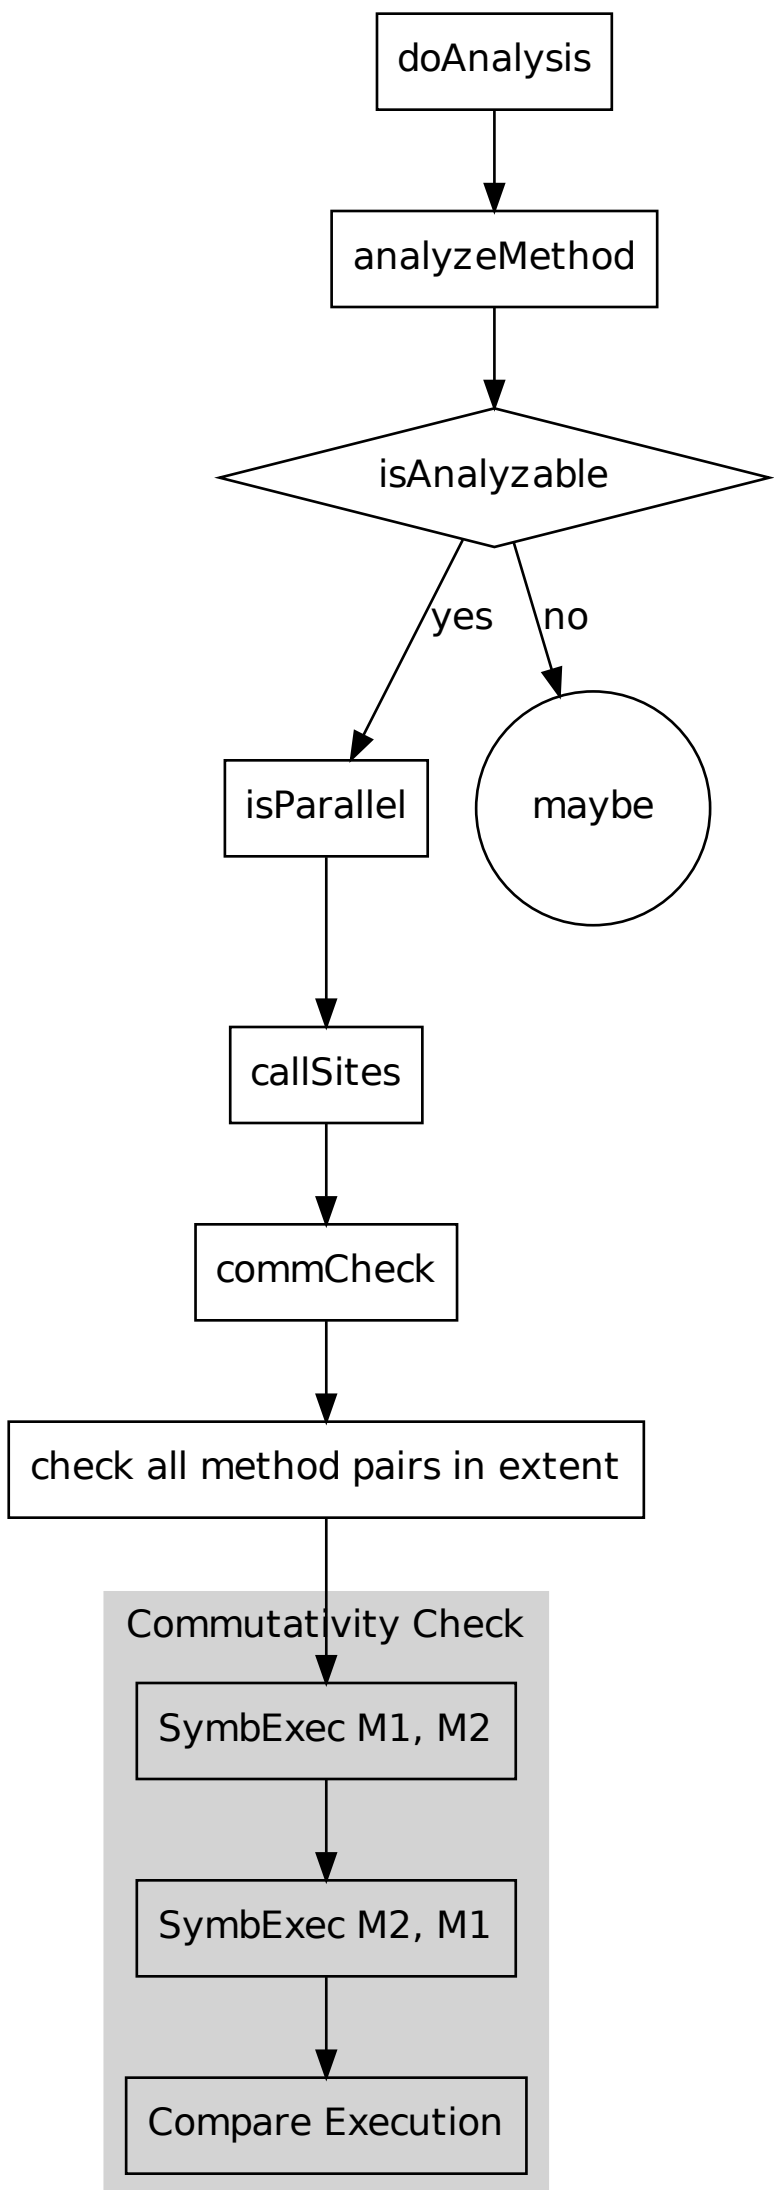 doAnalysis
analyzeMethod
isAnalyzable
yes
no
isParallel
maybe
callSites
commCheck
check all method pairs in extent
Commutativity Check
SymbExec M1, M2
SymbExec M2, M1
Compare Execution